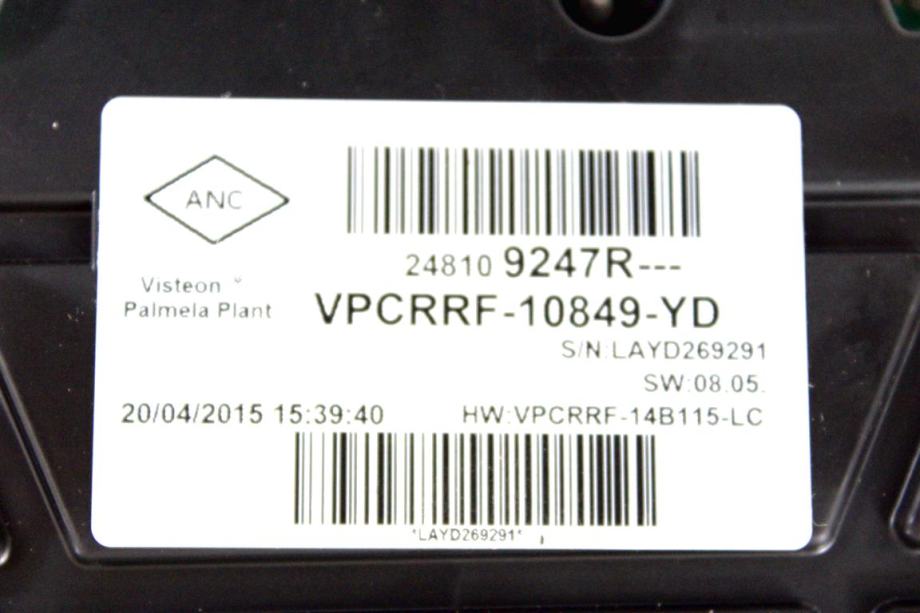 ANC
24810 9247R---
Visteon °
Palmela Plant
VPCRRF-10849-YD
S/N:LAYD269291
SW:08.05.
20/04/2015 15:39:40
HW:VPCRRF-14B115-LC
*LAYD269291*